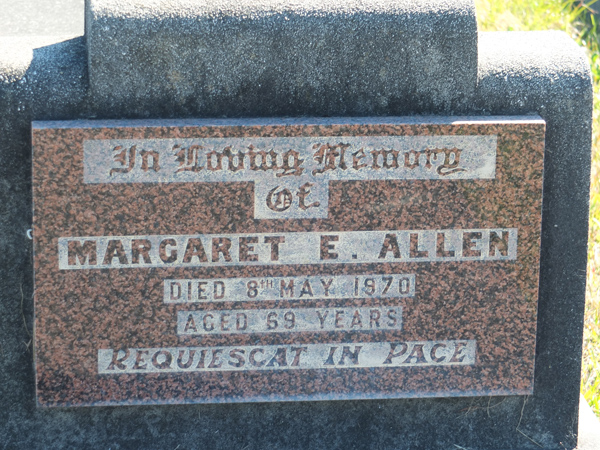 In Loving Memory
Of.
MARGARET E. ALLEN
DIED 8TH MAY 1970
AGED 69 YEARS
REQUIESCAT IN PACE